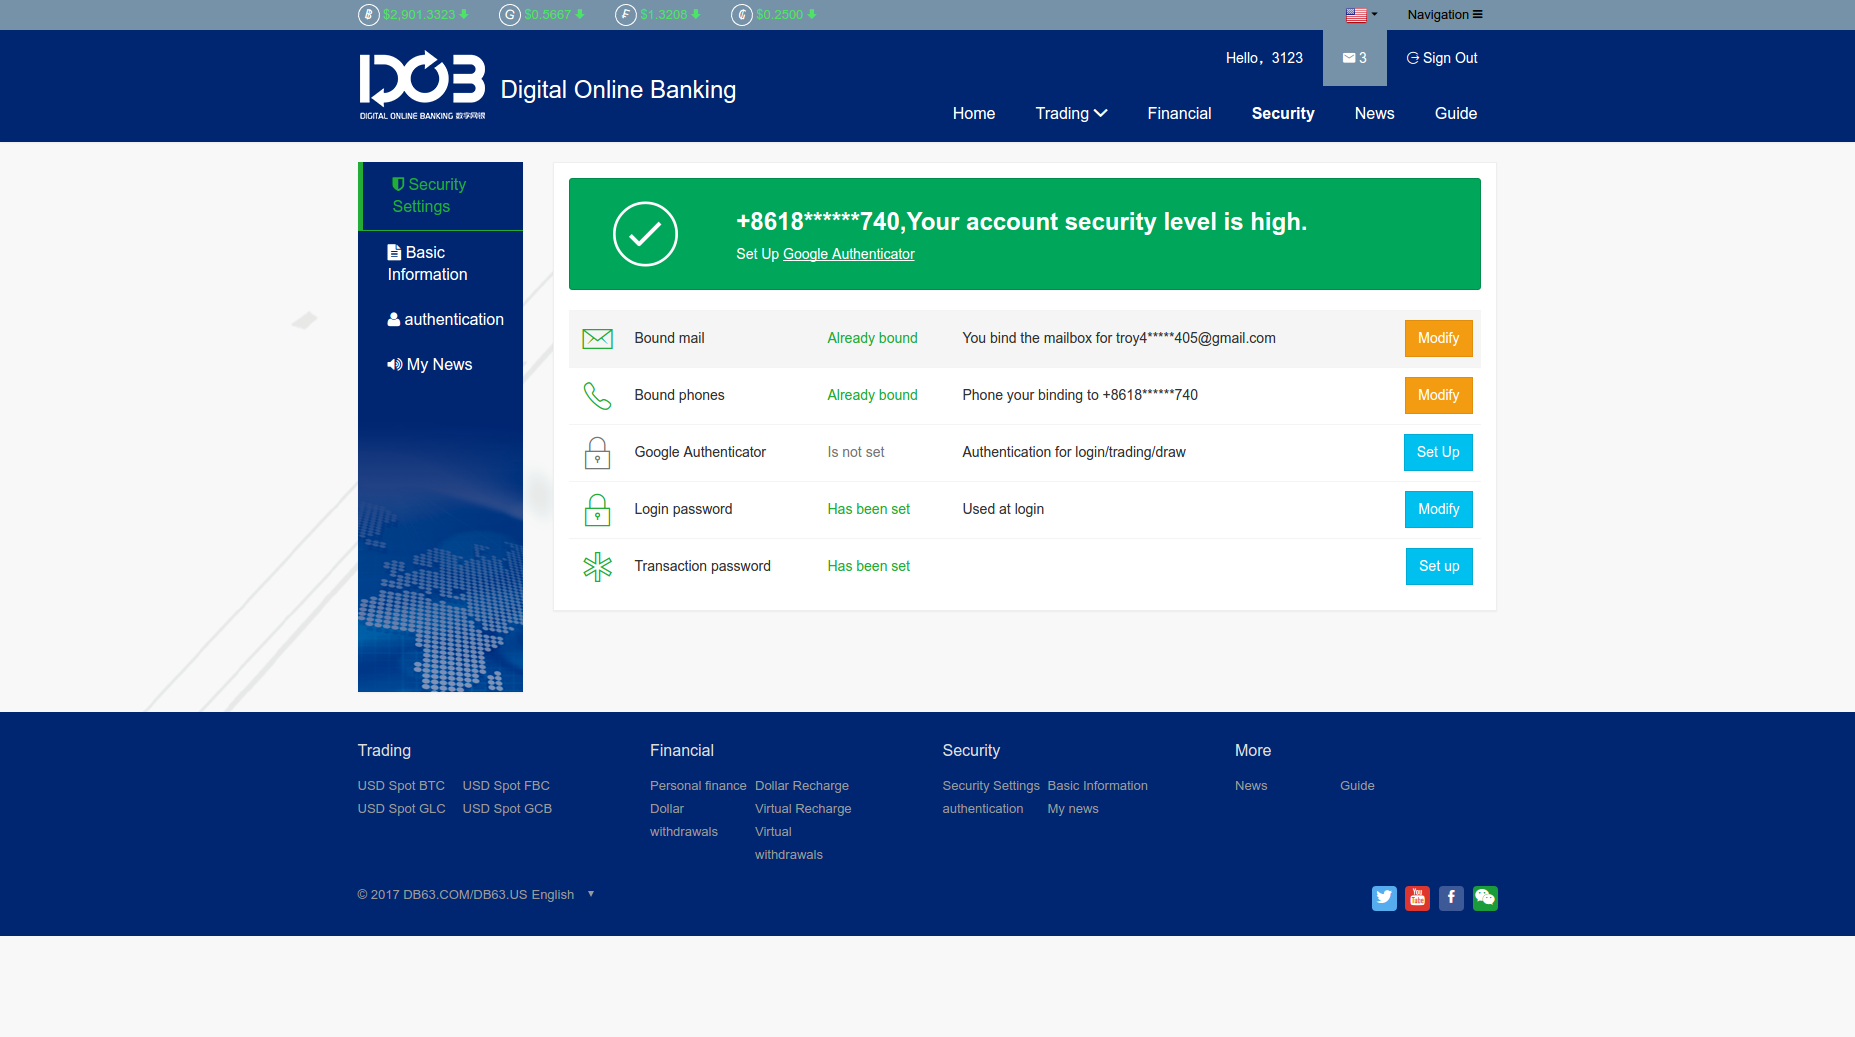 $2,901.3323 $0.5667 $1.3208 $0.2500 Navigation
Hello，3123 3 Sign Out
DOB
DIGITAL ONLINE BANKING 数字网银
Digital Online Banking
Home Trading Financial Security News Guide
Security
Settings
Basic
Information
authentication
My News
+8618******740,Your account security level is high.
Set Up Google Authenticator
Bound mail Already bound You bind the mailbox for troy4*****405@gmail.com Modify
Bound phones Already bound Phone your binding to +8618******740 Modify
Google Authenticator Is not set Authentication for login/trading/draw Set Up
Login password Has been set Used at login Modify
Transaction password Has been set Set up
Trading Financial Security More
USD Spot BTC USD Spot FBC Personal finance Dollar Recharge Security Settings Basic Information News Guide
USD Spot GLC USD Spot GCB Dollar Virtual Recharge authentication My news
withdrawals Virtual
withdrawals
© 2017 DB63.COM/DB63.US English
You
Tube